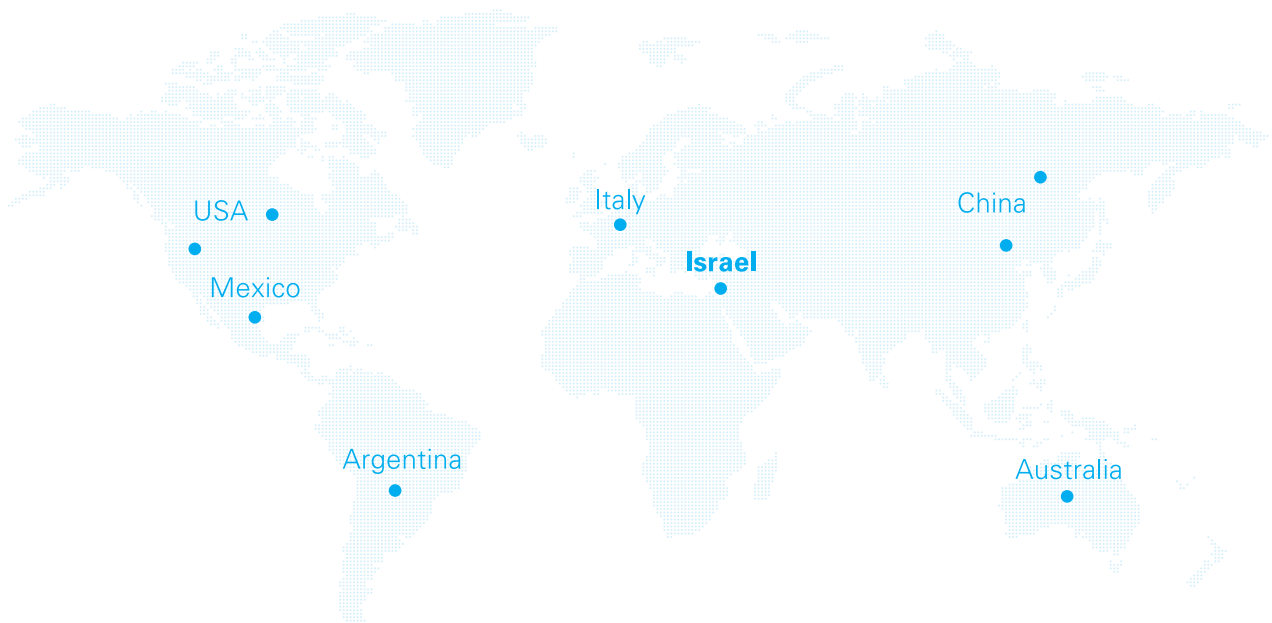 Italy
China
USA
Israel
Mexico
Argentina
Australia